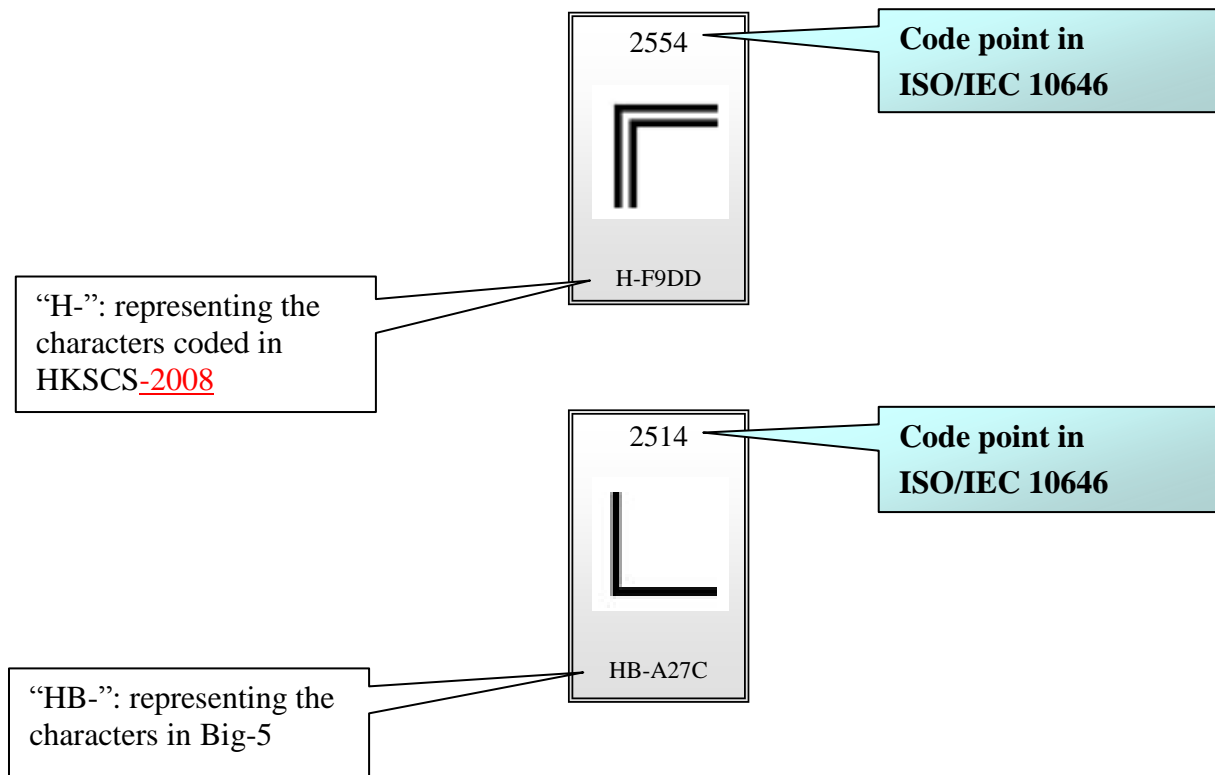 2554
Code point in
ISO/IEC 10646
H-F9DD
“H-”: representing the
characters coded in
HKSCS-2008
2514
Code point in
ISO/IEC 10646
HB-A27C
“HB-”: representing the
characters in Big-5